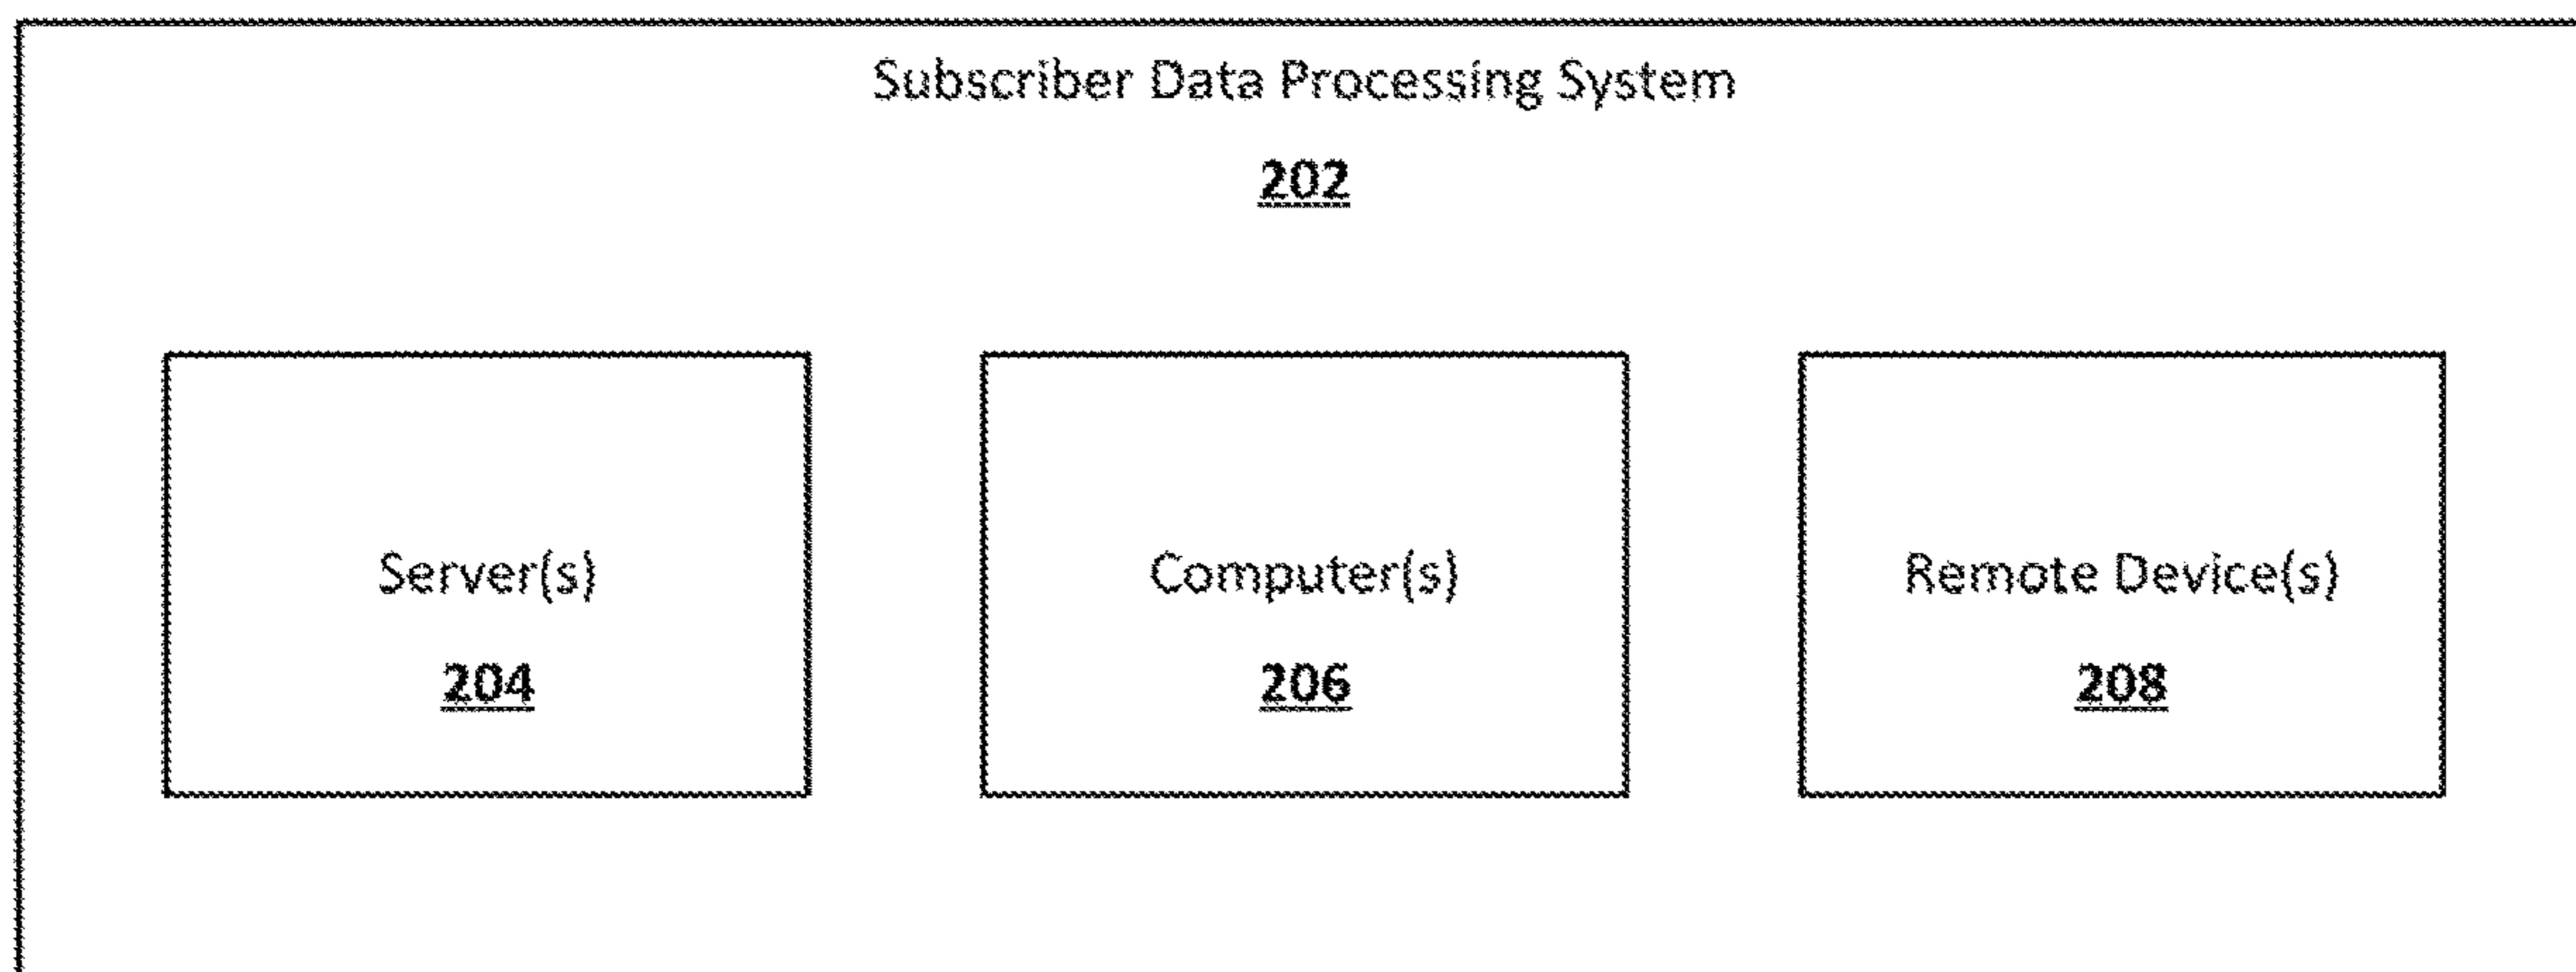 Subscriber Data Processing System
202
Server(s)
204
Computer(s)
206
Remote Device(s)
208